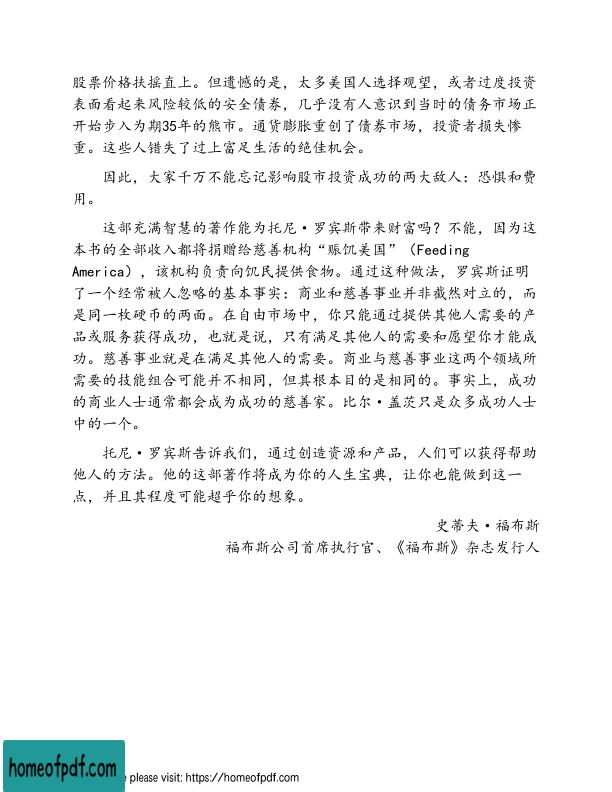 股票价格扶摇直上。但遗憾的是，太多美国人选择观望，或者过度投资
表面看起来风险较低的安全债券，几乎没有人意识到当时的债务市场正
开始步入为期35年的熊市。通货膨胀重创了债券市场，投资者损失惨
重。这些人错失了过上富足生活的绝佳机会。
因此，大家千万不能忘记影响股市投资成功的两大敌人：恐惧和费
用。
这部充满智慧的著作能为托尼·罗宾斯带来财富吗？不能，因为这
本书的全部收入都将捐赠给慈善机构“赈饥美国”（Feeding
America），该机构负责向饥民提供食物。通过这种做法，罗宾斯证明
了一个经常被人忽略的基本事实：商业和慈善事业并非截然对立的，而
是同一枚硬币的两面。在自由市场中，你只能通过提供其他人需要的产
品或服务获得成功，也就是说，只有满足其他人的需要和愿望你才能成
功。慈善事业就是在满足其他人的需要。商业与慈善事业这两个领域所
需要的技能组合可能并不相同，但其根本目的是相同的。事实上，成功
的商业人士通常都会成为成功的慈善家。比尔·盖茨只是众多成功人士
中的一个。
托尼·罗宾斯告诉我们，通过创造资源和产品，人们可以获得帮助
他人的方法。他的这部著作将成为你的人生宝典，让你也能做到这一
点，并且其程度可能超乎你的想象。
史蒂夫·福布斯
福布斯公司首席执行官、《福布斯》杂志发行人
homeofpdf.com
please visit: https://homeofpdf.com